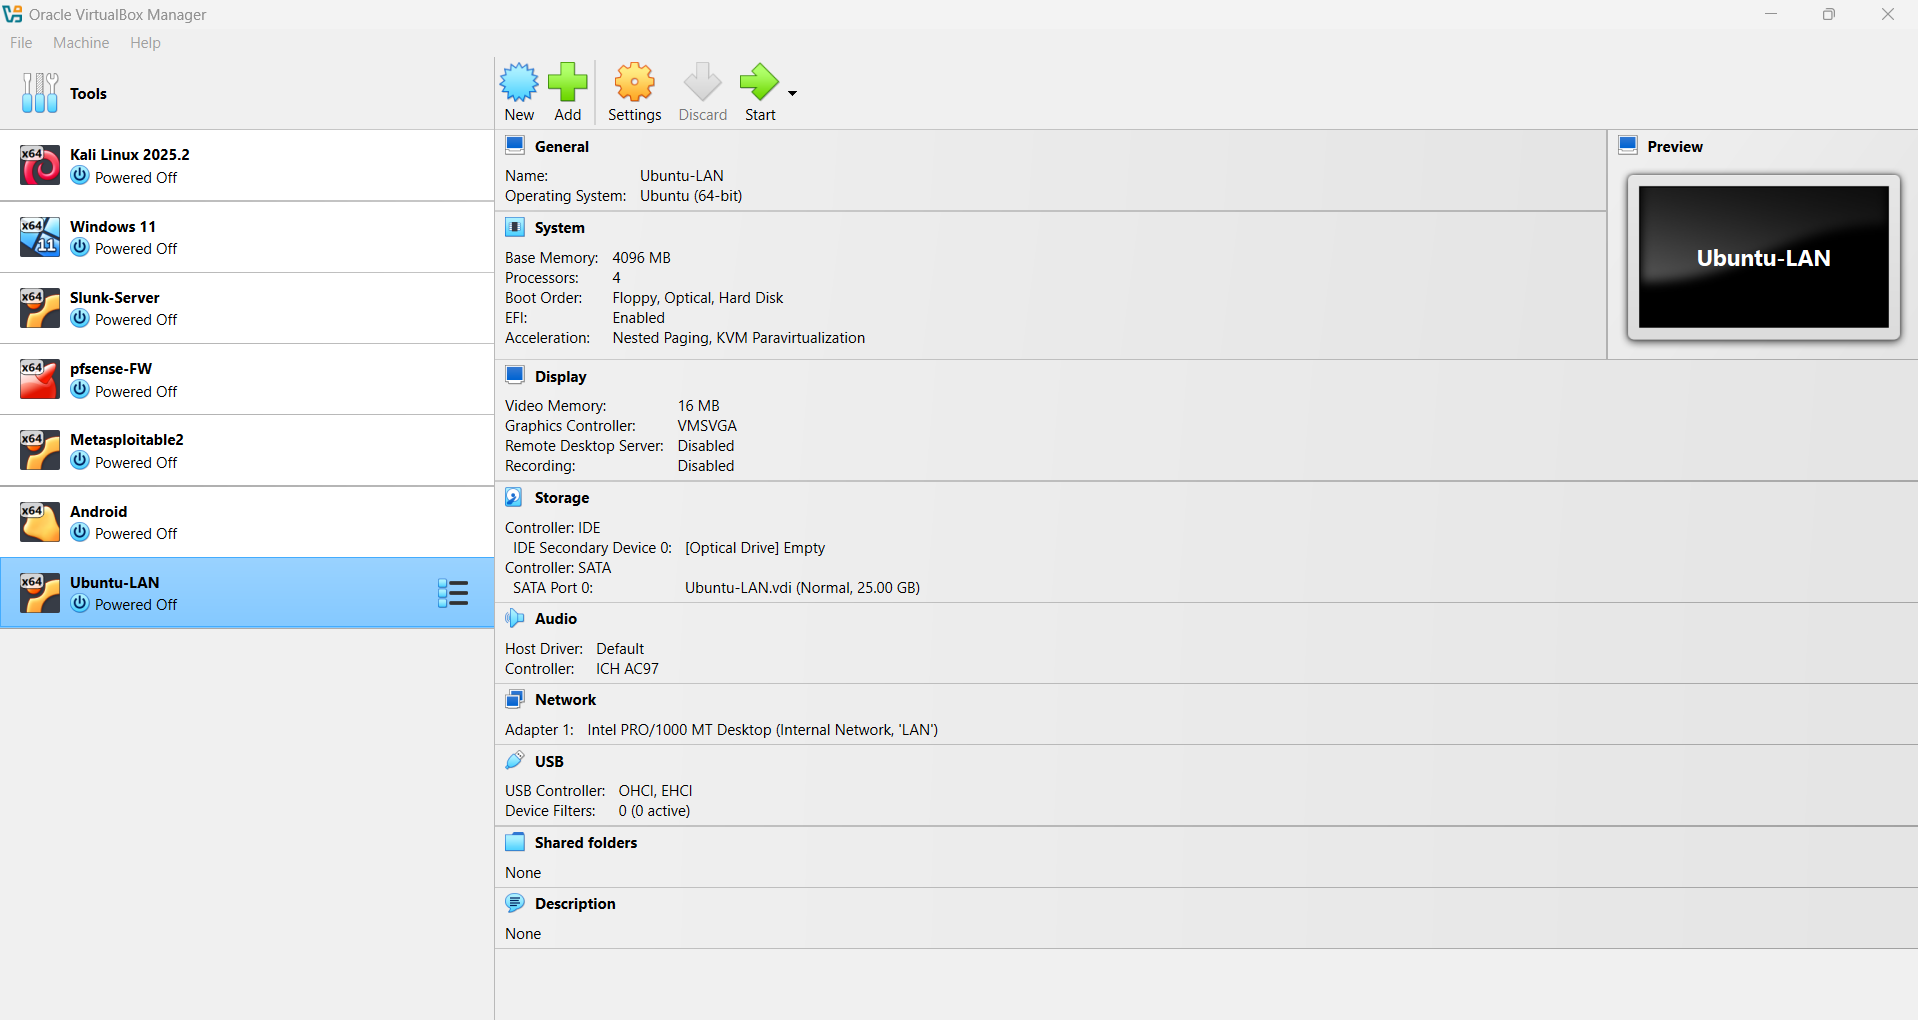 Oracle VirtualBox Manager
File Machine Help
Tools
New Add Settings Discard Start
x64 Kali Linux 2025.2
Powered Off
x64 11 Windows 11
Powered Off
x64 Slunk-Server
Powered Off
x64 pfsense-FW
Powered Off
x64 Metasploitable2
Powered Off
x64 Android
Powered Off
x64 Ubuntu-LAN
Powered Off
General
Name: Ubuntu-LAN
Operating System: Ubuntu (64-bit)
System
Base Memory: 4096 MB
Processors: 4
Boot Order: Floppy, Optical, Hard Disk
EFI: Enabled
Acceleration: Nested Paging, KVM Paravirtualization
Preview
Ubuntu-LAN
Display
Video Memory: 16 MB
Graphics Controller: VMSVGA
Remote Desktop Server: Disabled
Recording: Disabled
Storage
Controller: IDE
IDE Secondary Device 0: [Optical Drive] Empty
Controller: SATA
SATA Port 0: Ubuntu-LAN.vdi (Normal, 25.00 GB)
Audio
Host Driver: Default
Controller: ICH AC97
Network
Adapter 1: Intel PRO/1000 MT Desktop (Internal Network, 'LAN')
USB
USB Controller: OHCI, EHCI
Device Filters: 0 (0 active)
Shared folders
None
Description
None